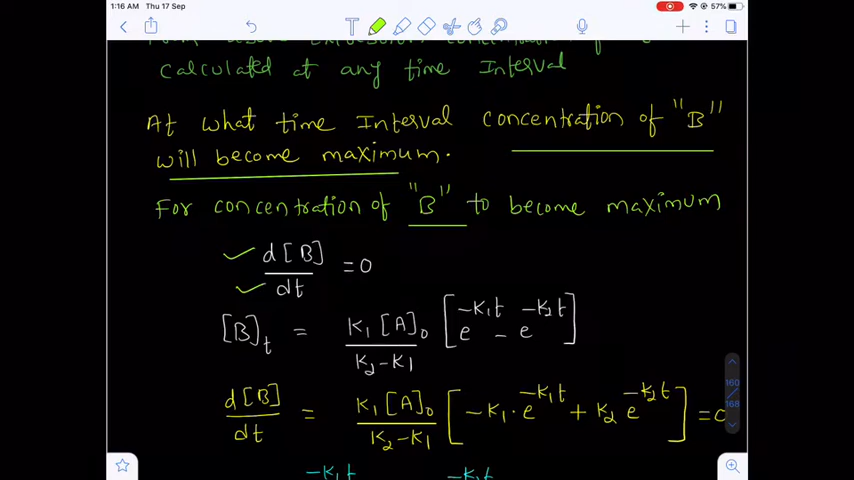 1:16 AM Thu 17 Sep
57%
calculated at any time Interval
At what time Interval concentration of "B"
will become maximum.
For concentration of "B" to become maximum
d[B]/dt = 0
[B]t = K1[A]0/K2-K1 [e^-K1t - e^-K2t]
d[B]/dt = K1[A]0/K2-K1 [-K1·e^-K1t + K2 e^-K2t] = 0
-K1t -K1t
160
168